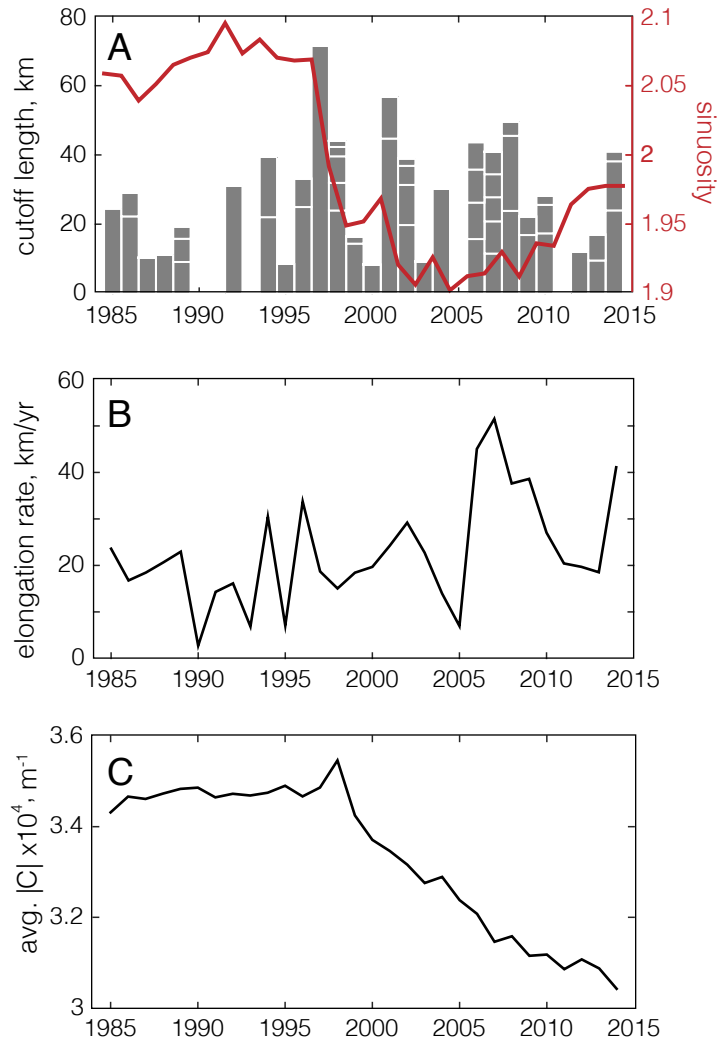 A
cutoff length, km
80
60
40
20
0
2.1
2.05
2
1.95
1.9
sinuosity
1985 1990 1995 2000 2005 2010 2015
B
elongation rate, km/yr
60
40
20
0
1985 1990 1995 2000 2005 2010 2015
C
avg. |C| x10⁴, m⁻¹
3.6
3.4
3.2
3
1985 1990 1995 2000 2005 2010 2015